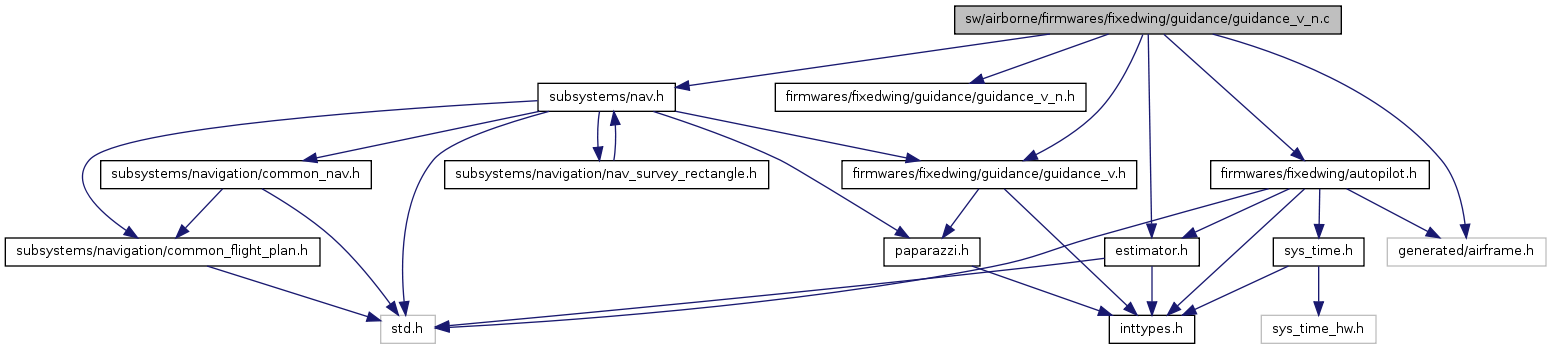 sw/airborne/firmwares/fixedwing/guidance/guidance_v_n.c
subsystems/nav.h
firmwares/fixedwing/guidance/guidance_v_n.h
subsystems/navigation/common_nav.h
subsystems/navigation/nav_survey_rectangle.h
firmwares/fixedwing/guidance/guidance_v.h
firmwares/fixedwing/autopilot.h
subsystems/navigation/common_flight_plan.h
paparazzi.h
estimator.h
sys_time.h
generated/airframe.h
std.h
inttypes.h
sys_time_hw.h